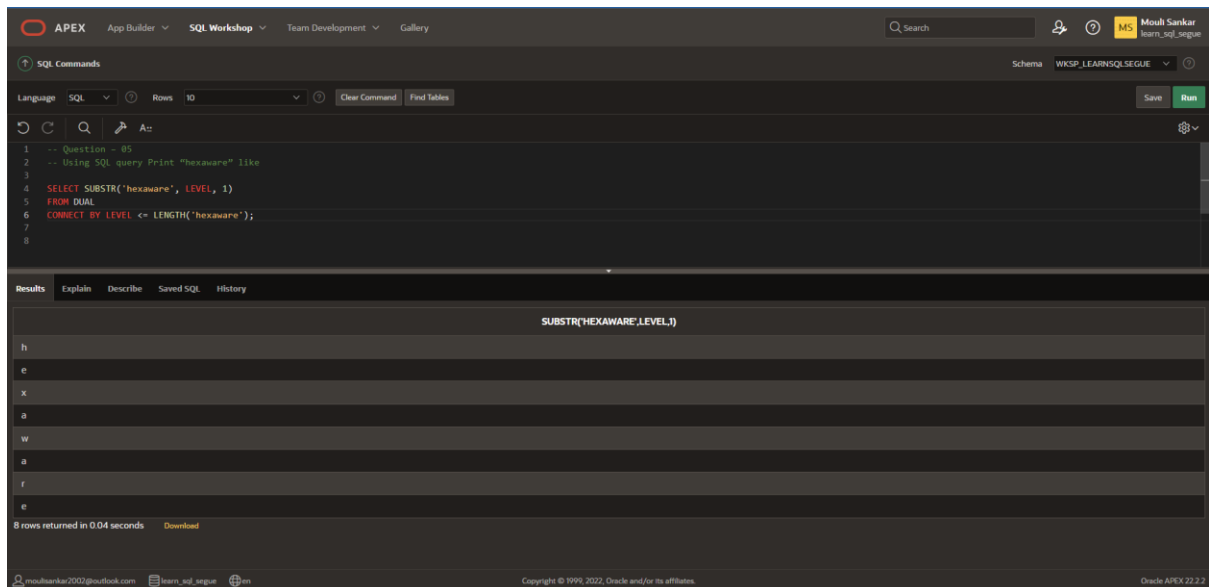 APEX App Builder SQL Workshop Team Development Gallery Search MS Mouli Sankar
learn_sql_segue
SQL Commands Schema WKSP_LEARNSQLSEGUE
Language SQL Rows 10 Clear Command Find Tables Save Run
A::
1 -- Question – 05
2 -- Using SQL query Print “hexaware” like
3
4 SELECT SUBSTR('hexaware', LEVEL, 1)
5 FROM DUAL
6 CONNECT BY LEVEL <= LENGTH('hexaware');
7
8
Results Explain Describe Saved SQL History
SUBSTR('HEXAWARE',LEVEL,1)
h
e
x
a
w
a
r
e
8 rows returned in 0.04 seconds Download
moulisankar2002@outlook.com learn_sql_segue en Copyright © 1999, 2022, Oracle and/or its affiliates. Oracle APEX 22.2.2